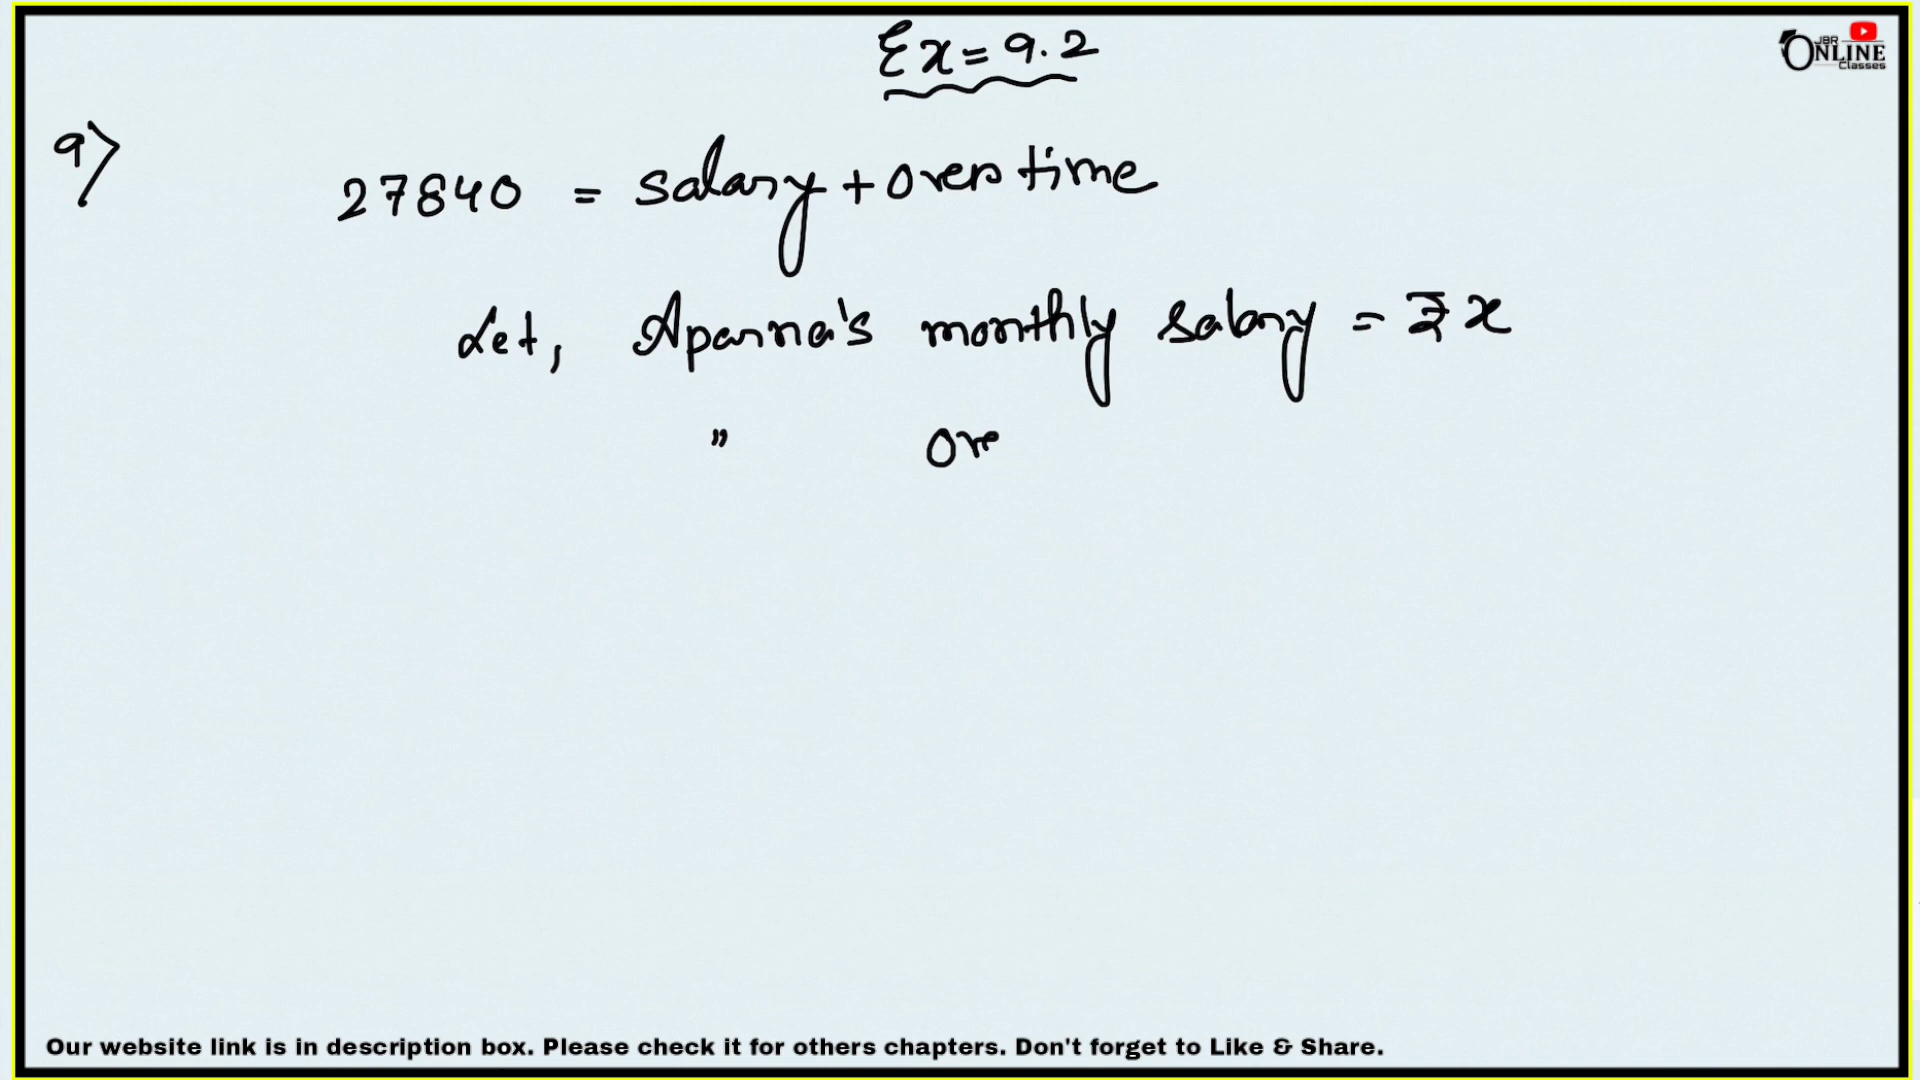 Ex = 9.2
JBR
ONLINE
Classes
9)
27840 = salary + over time
Let, Aparna's monthly salary = ₹ x
" Ove
Our website link is in description box. Please check it for others chapters. Don't forget to Like & Share.